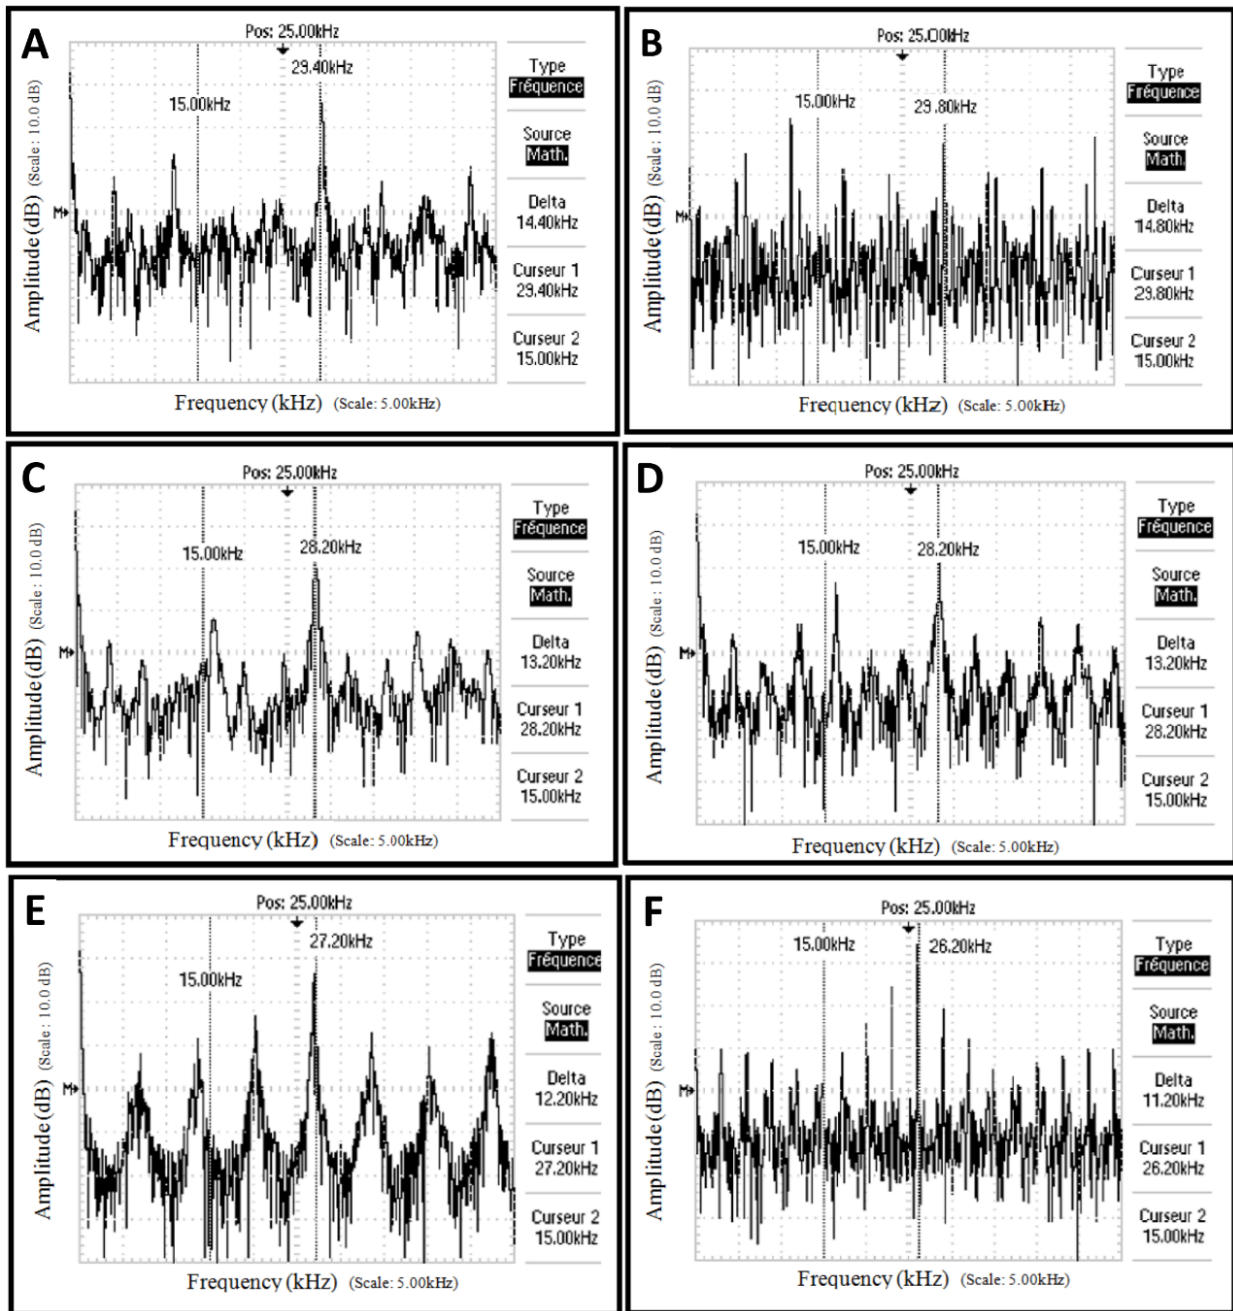 A
Pos: 25.00kHz
29.40kHz
15.00kHz
Amplitude (dB) (Scale : 10.0 dB)
M
Frequency (kHz) (Scale: 5.00kHz)
Type
Fréquence
Source
Math.
Delta
14.40kHz
Curseur 1
29.40kHz
Curseur 2
15.00kHz
B
Pos: 25.00kHz
15.00kHz
29.80kHz
Amplitude (dB) (Scale : 10.0 dB)
M
Frequency (kHz) (Scale: 5.00kHz)
Type
Fréquence
Source
Math.
Delta
14.80kHz
Curseur 1
29.80kHz
Curseur 2
15.00kHz
C
Pos: 25.00kHz
15.00kHz
28.20kHz
Amplitude (dB) (Scale : 10.0 dB)
M
Frequency (kHz) (Scale: 5.00kHz)
Type
Fréquence
Source
Math.
Delta
13.20kHz
Curseur 1
28.20kHz
Curseur 2
15.00kHz
D
Pos: 25.00kHz
15.00kHz
28.20kHz
Amplitude (dB) (Scale : 10.0 dB)
M
Frequency (kHz) (Scale: 5.00kHz)
Type
Fréquence
Source
Math.
Delta
13.20kHz
Curseur 1
28.20kHz
Curseur 2
15.00kHz
E
Pos: 25.00kHz
27.20kHz
15.00kHz
Amplitude (dB) (Scale : 10.0 dB)
M
Frequency (kHz) (Scale: 5.00kHz)
Type
Fréquence
Source
Math.
Delta
12.20kHz
Curseur 1
27.20kHz
Curseur 2
15.00kHz
F
Pos: 25.00kHz
15.00kHz
26.20kHz
Amplitude (dB) (Scale : 10.0 dB)
M
Frequency (kHz) (Scale: 5.00kHz)
Type
Fréquence
Source
Math.
Delta
11.20kHz
Curseur 1
26.20kHz
Curseur 2
15.00kHz